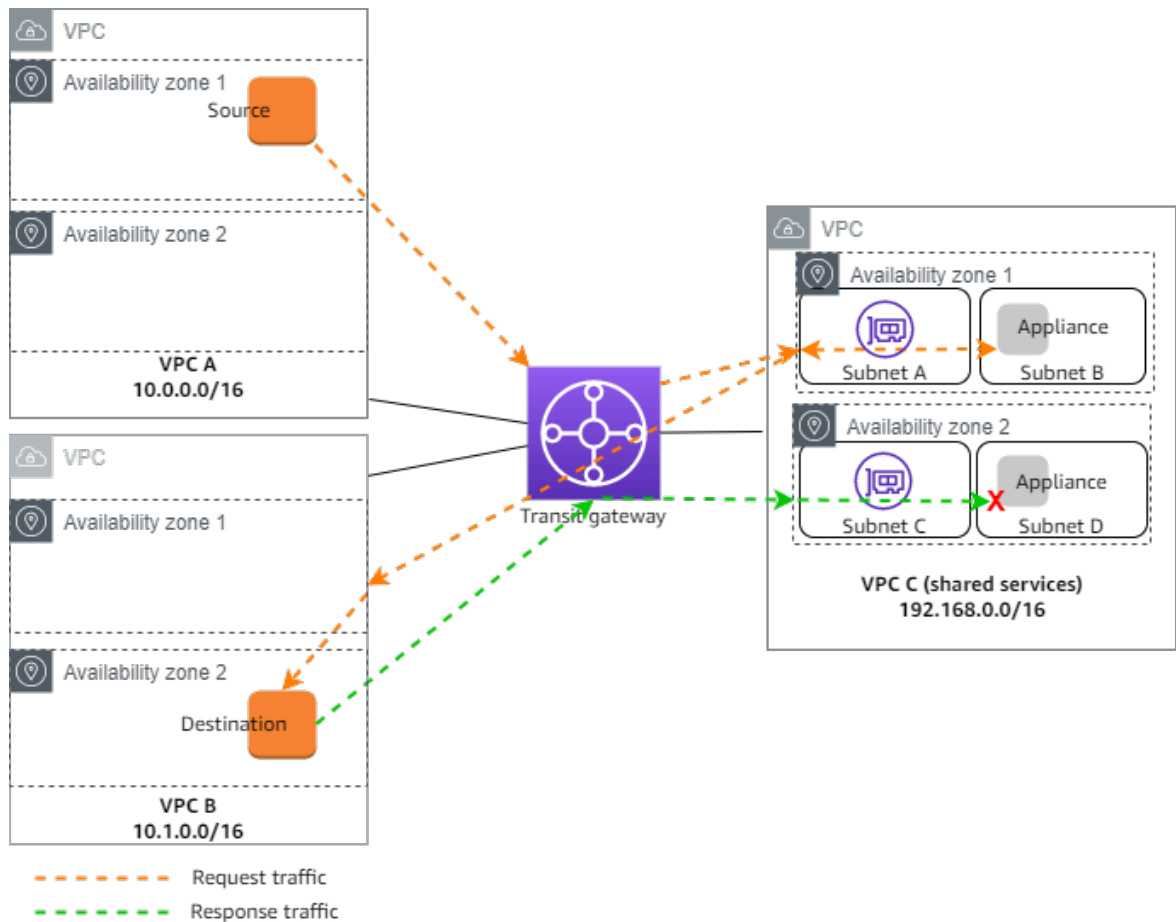 VPC
Availability zone 1
Source
Availability zone 2
VPC A
10.0.0.0/16
VPC
Availability zone 1
Availability zone 2
Destination
VPC B
10.1.0.0/16
Transit gateway
VPC
Availability zone 1
Appliance
Subnet A
Subnet B
Availability zone 2
Appliance
X
Subnet C
Subnet D
VPC C (shared services)
192.168.0.0/16
Request traffic
Response traffic